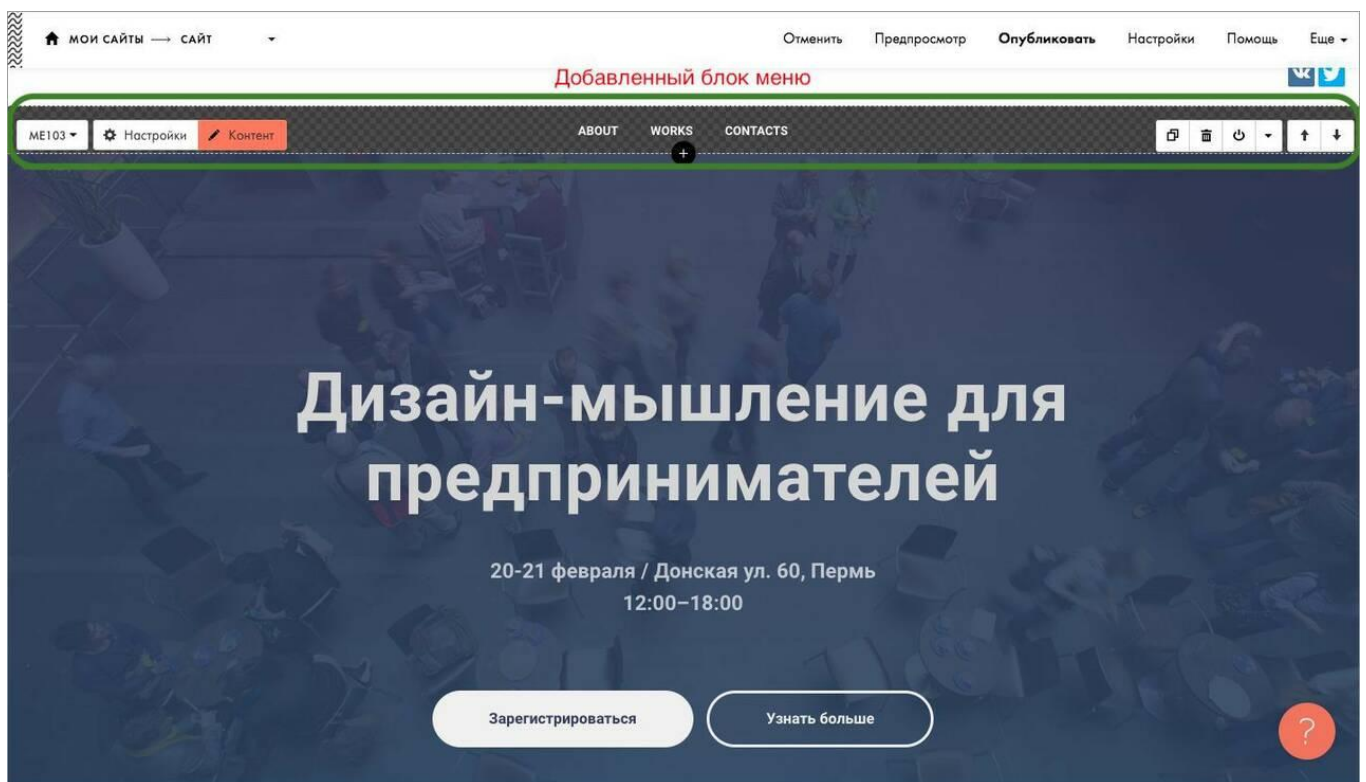 МОИ САЙТЫ → САЙТ
Отменить Предпросмотр Опубликовать Настройки Помощь Еще
Добавленный блок меню
ME103 Настройки Контент ABOUT WORKS CONTACTS
+
Дизайн-мышление для
предпринимателей
20-21 февраля / Донская ул. 60, Пермь
12:00–18:00
Зарегистрироваться Узнать больше
?